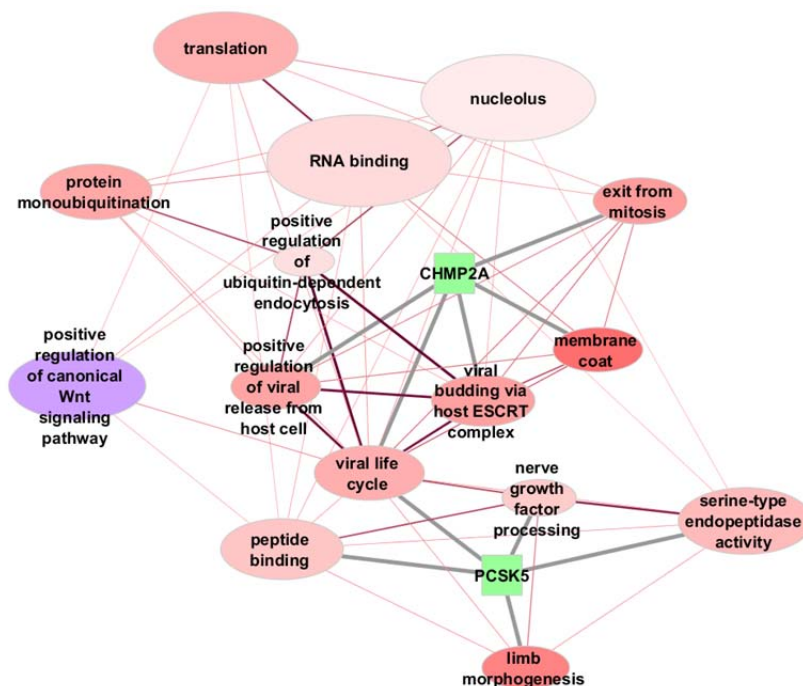 translation
nucleolus
RNA binding
protein
monoubiquitination
exit from
mitosis
positive
regulation
of
ubiquitin-dependent
endocytosis
CHMP2A
positive
regulation
of canonical
Wnt
signaling
pathway
positive
regulation
of viral
release from
host cell
viral
budding via
host ESCRT
complex
membrane
coat
viral life
cycle
nerve
growth
factor
processing
serine-type
endopeptidase
activity
peptide
binding
PCSK5
limb
morphogenesis